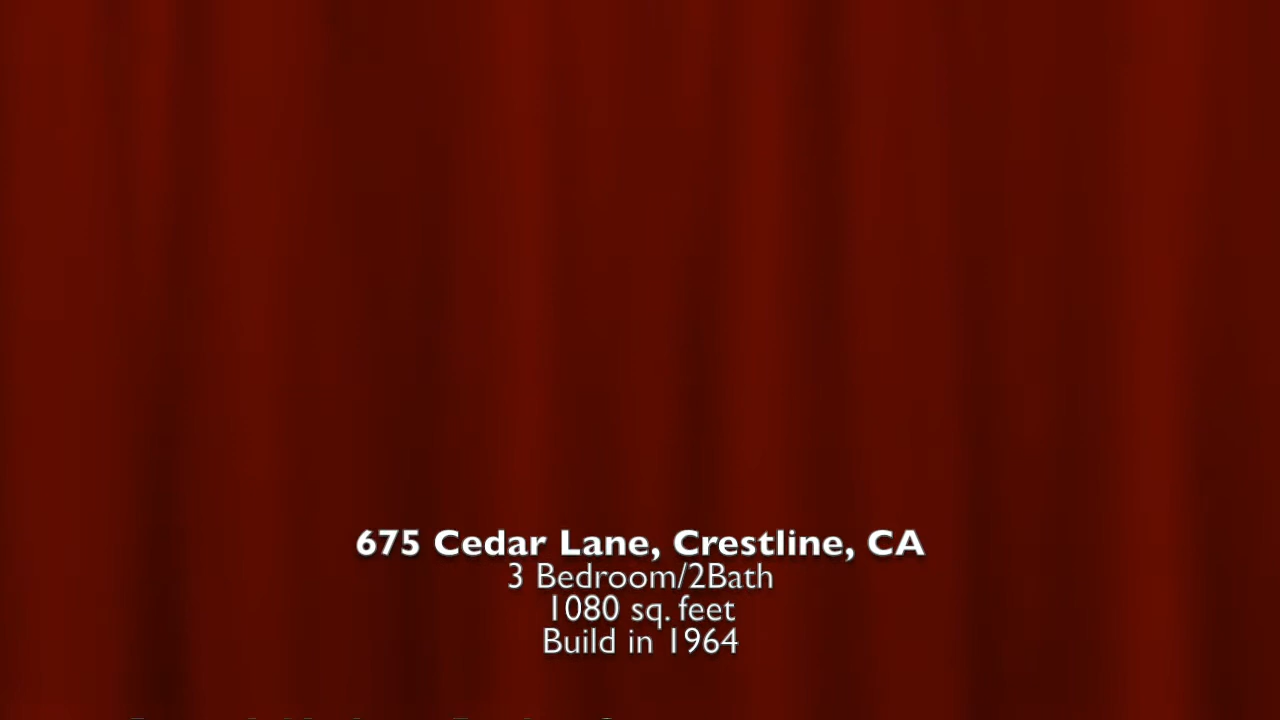 675 Cedar Lane, Crestline, CA
3 Bedroom/2Bath
1080 sq. feet
Build in 1964